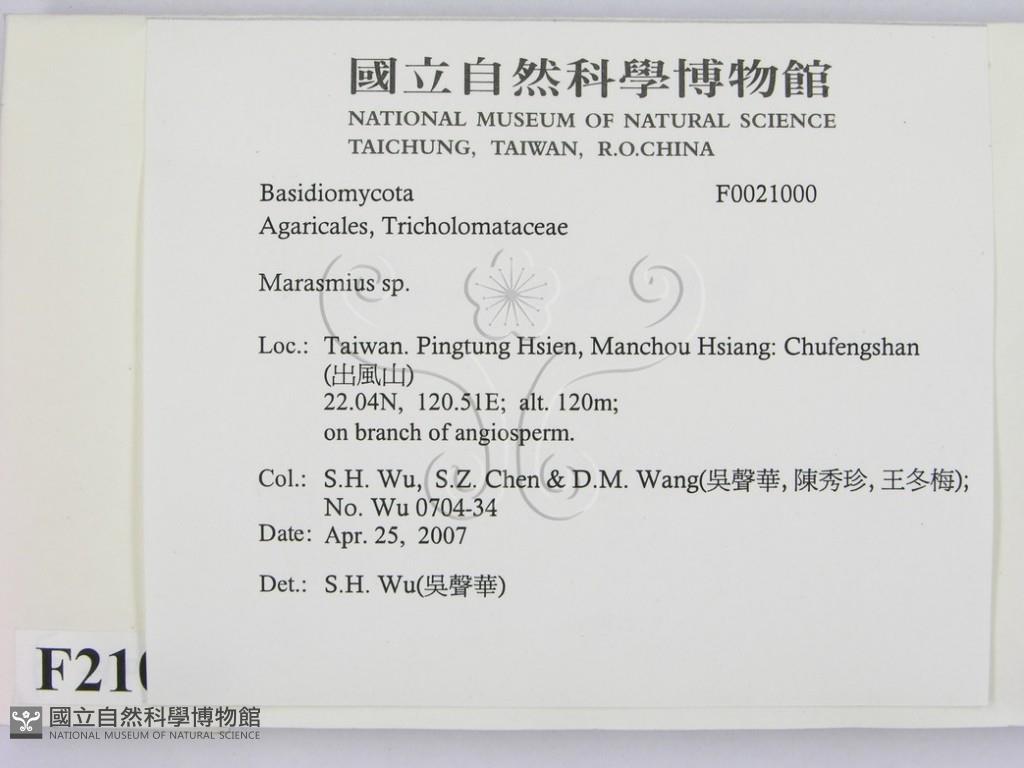 國立自然科學博物館
NATIONAL MUSEUM OF NATURAL SCIENCE
TAICHUNG, TAIWAN, R.O.CHINA
Basidiomycota F0021000
Agaricales, Tricholomataceae
Marasmius sp.
Loc.: Taiwan. Pingtung Hsien, Manchou Hsiang: Chufengshan
(出風山)
22.04N, 120.51E; alt. 120m;
on branch of angiosperm.
Col.: S.H. Wu, S.Z. Chen & D.M. Wang(吳聲華, 陳秀珍, 王冬梅);
No. Wu 0704-34
Date: Apr. 25, 2007
Det.: S.H. Wu(吳聲華)
F210
國立自然科學博物館
NATIONAL MUSEUM OF NATURAL SCIENCE